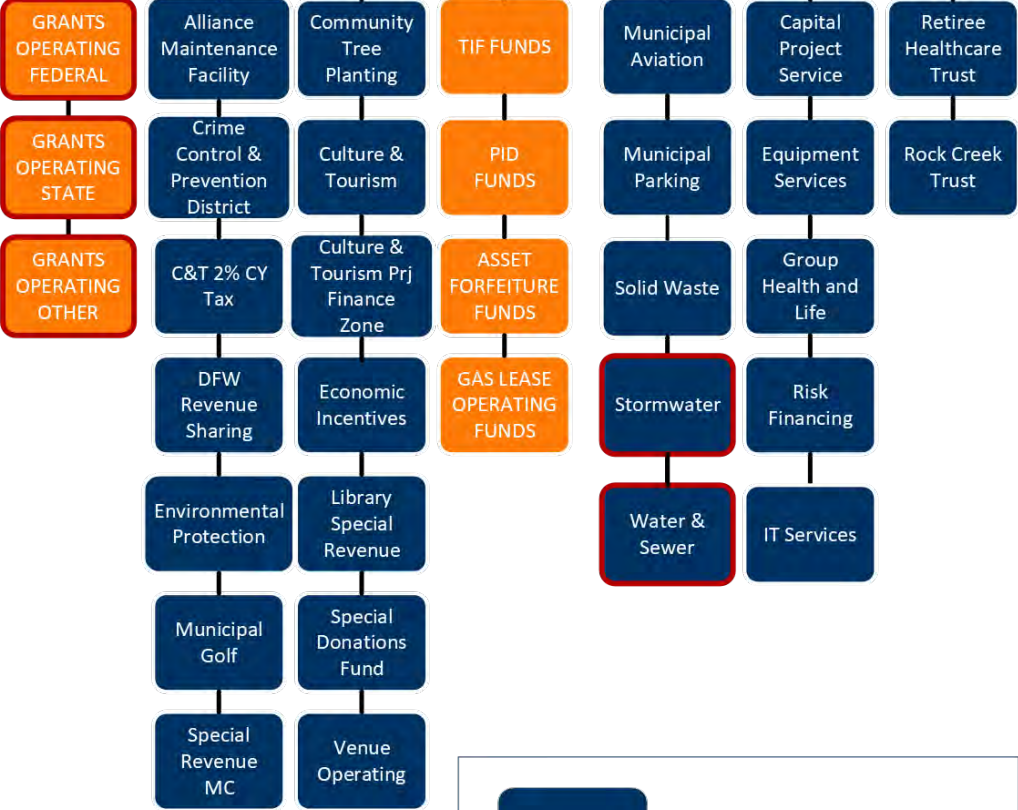 GRANTS
OPERATING
FEDERAL
GRANTS
OPERATING
STATE
GRANTS
OPERATING
OTHER
Alliance
Maintenance
Facility
Crime
Control &
Prevention
District
C&T 2% CY
Tax
DFW
Revenue
Sharing
Environmental
Protection
Municipal
Golf
Special
Revenue
MC
Community
Tree
Planting
Culture &
Tourism
Culture &
Tourism Prj
Finance
Zone
Economic
Incentives
Library
Special
Revenue
Special
Donations
Fund
Venue
Operating
TIF FUNDS
PID
FUNDS
ASSET
FORFEITURE
FUNDS
GAS LEASE
OPERATING
FUNDS
Municipal
Aviation
Municipal
Parking
Solid Waste
Stormwater
Water &
Sewer
Capital
Project
Service
Equipment
Services
Group
Health and
Life
Risk
Financing
IT Services
Retiree
Healthcare
Trust
Rock Creek
Trust